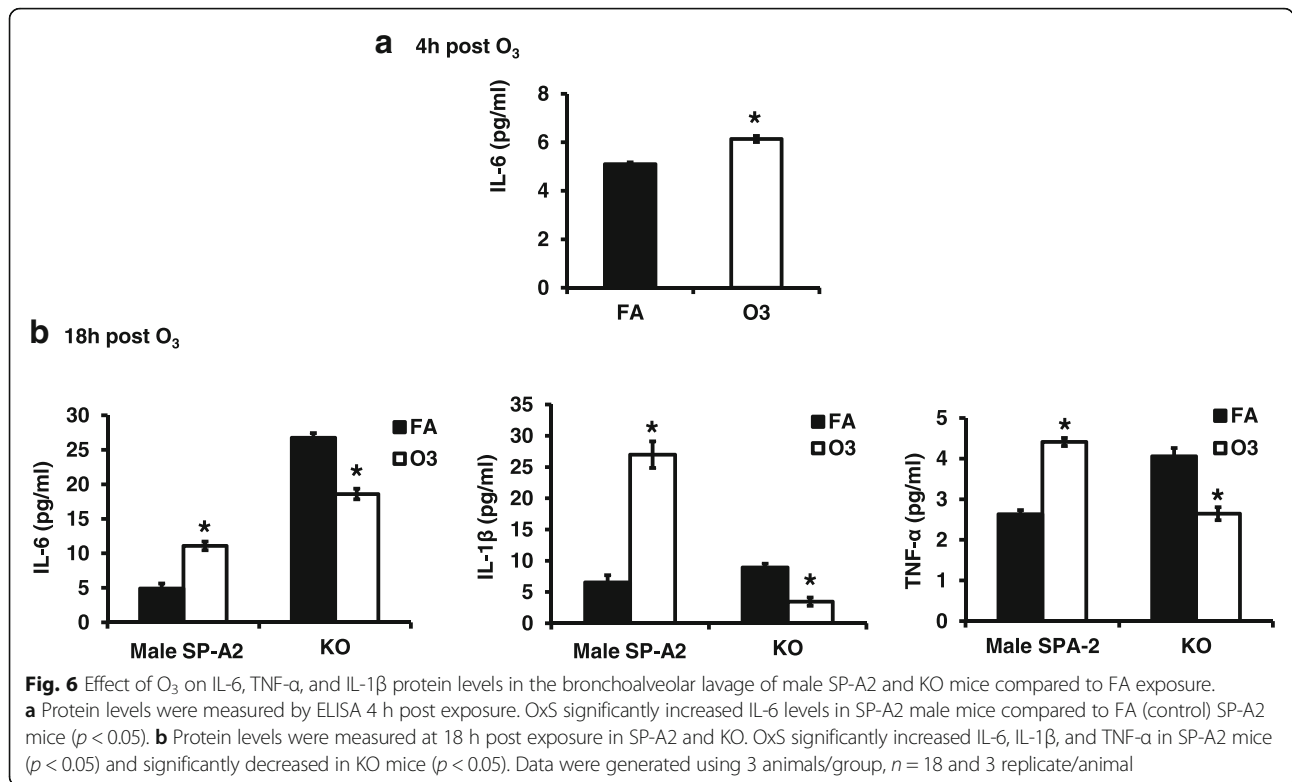 a 4h post O₃
8
*
6
4
2
0
IL-6 (pg/ml)
FA O3
b 18h post O₃
30
25
20
15
10
5
0
IL-6 (pg/ml)
FA
O3
*
*
Male SP-A2 KO
35
30
25
20
15
10
5
0
IL-1β (pg/ml)
FA
O3
*
*
Male SP-A2 KO
5
4
3
2
1
0
TNF-α (pg/ml)
FA
O3
*
*
Male SPA-2 KO
Fig. 6 Effect of O₃ on IL-6, TNF-α, and IL-1β protein levels in the bronchoalveolar lavage of male SP-A2 and KO mice compared to FA exposure.
a Protein levels were measured by ELISA 4 h post exposure. OxS significantly increased IL-6 levels in SP-A2 male mice compared to FA (control) SP-A2
mice (p < 0.05). b Protein levels were measured at 18 h post exposure in SP-A2 and KO. OxS significantly increased IL-6, IL-1β, and TNF-α in SP-A2 mice
(p < 0.05) and significantly decreased in KO mice (p < 0.05). Data were generated using 3 animals/group, n = 18 and 3 replicate/animal